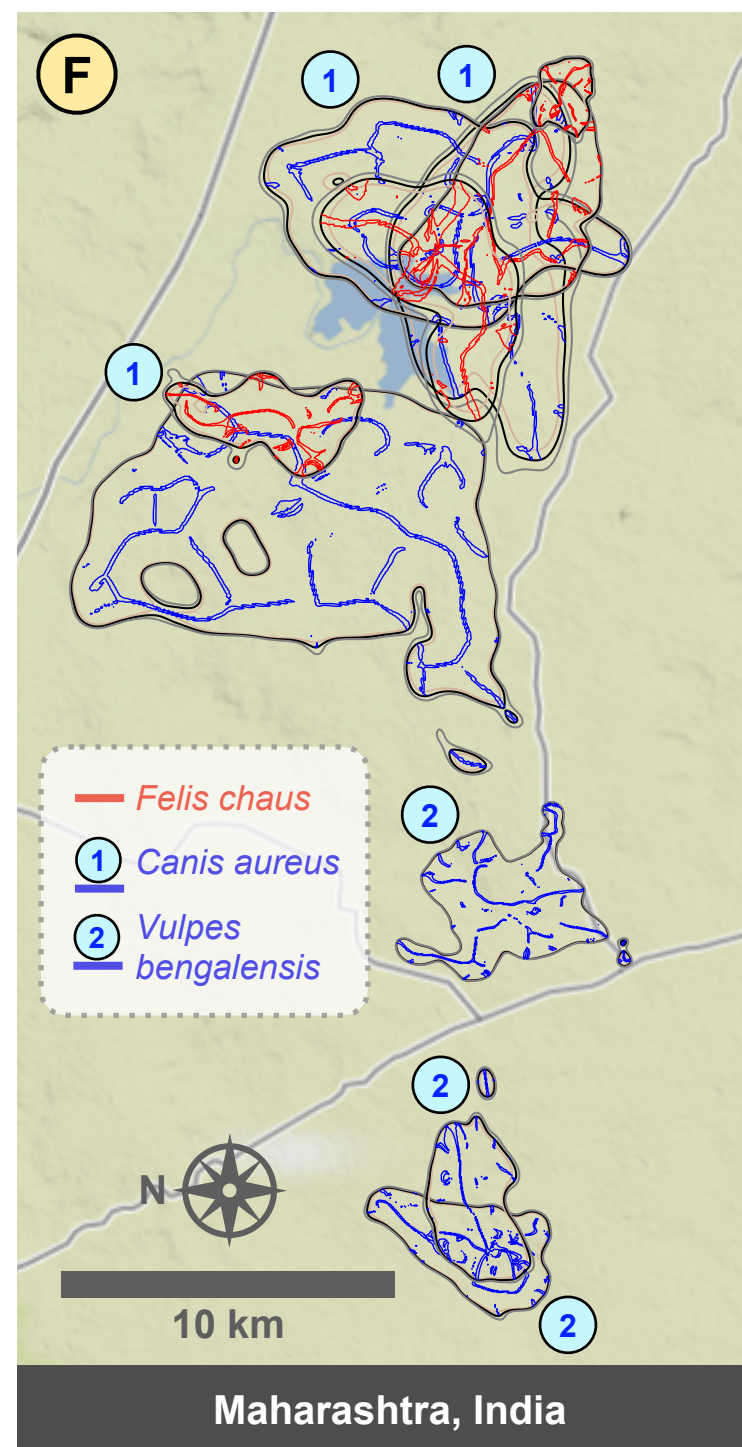 F
1
1
1
Felis chaus
1 Canis aureus
2 Vulpes
bengalensis
2
2
N
10 km
2
Maharashtra, India